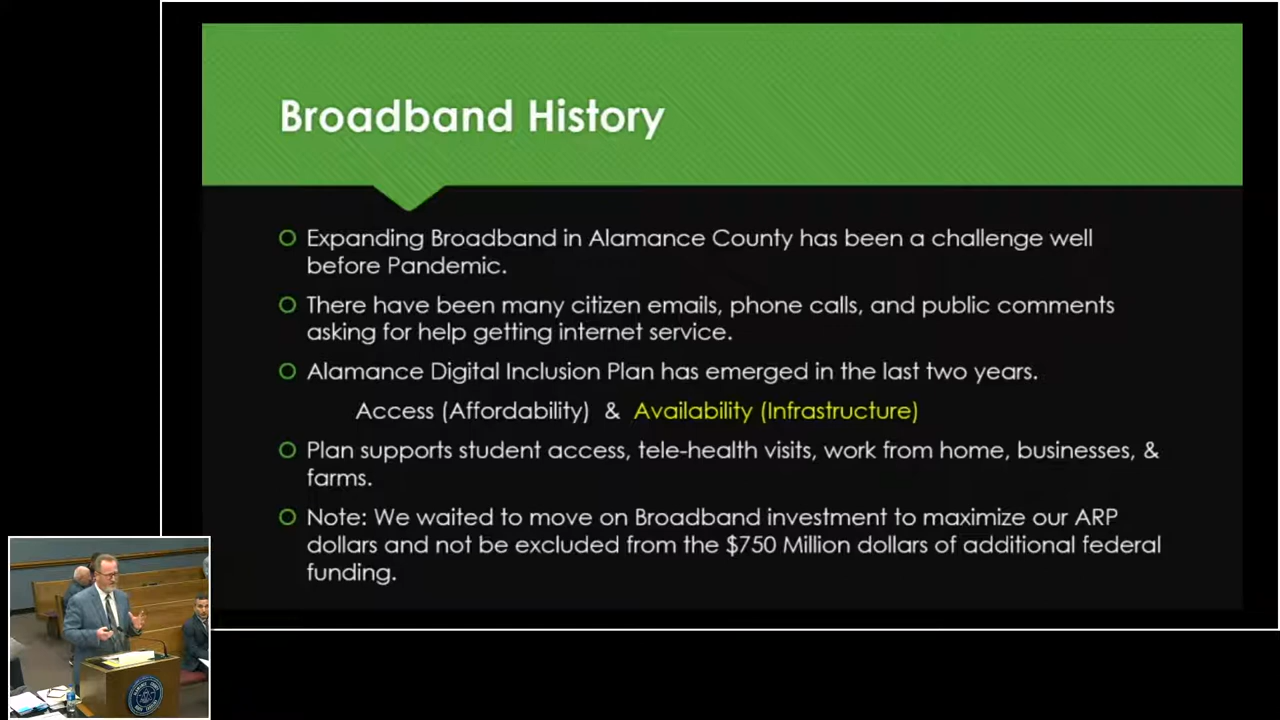 Broadband History
Expanding Broadband in Alamance County has been a challenge well
before Pandemic.
There have been many citizen emails, phone calls, and public comments
asking for help getting internet service.
Alamance Digital Inclusion Plan has emerged in the last two years.
Access (Affordability) & Availability (Infrastructure)
Plan supports student access, tele-health visits, work from home, businesses, &
farms.
Note: We waited to move on Broadband investment to maximize our ARP
dollars and not be excluded from the $750 Million dollars of additional federal
funding.